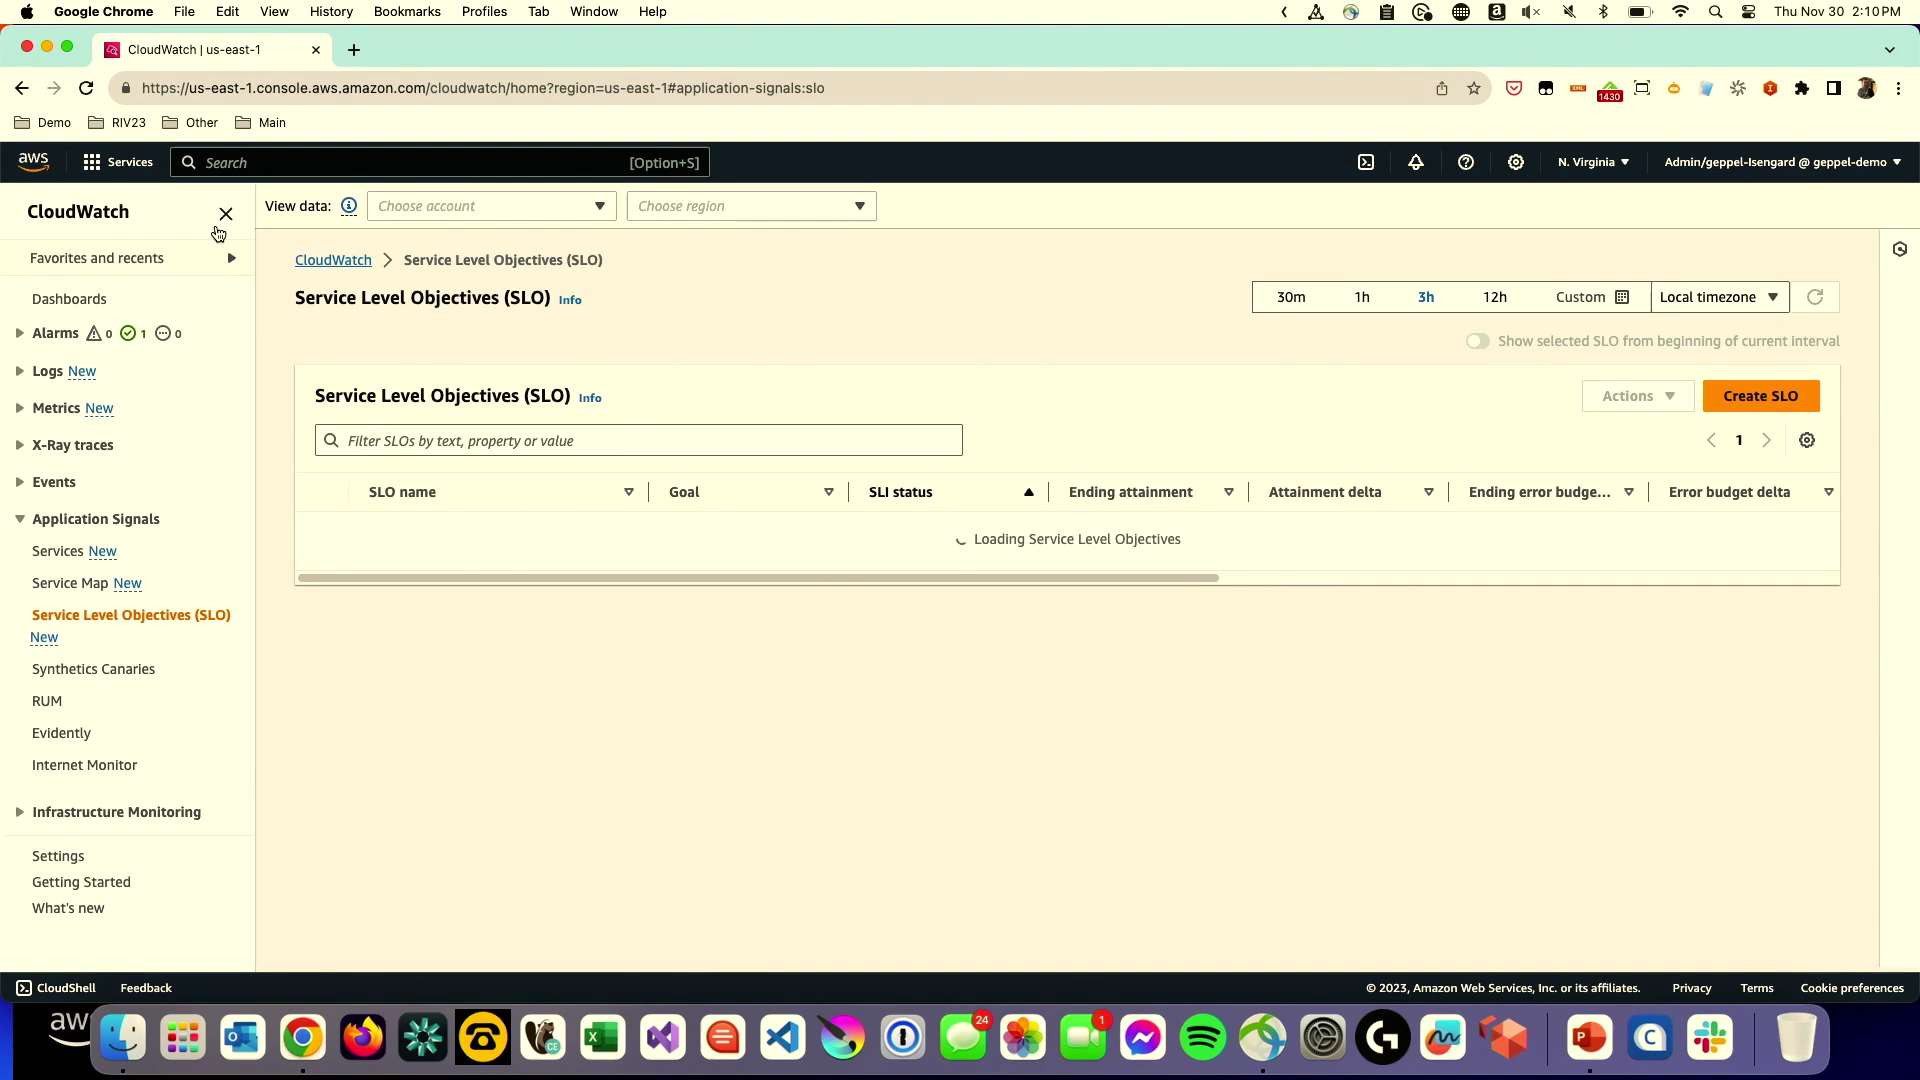 Google Chrome File Edit View History Bookmarks Profiles Tab Window Help Thu Nov 30 2:10 PM
CloudWatch | us-east-1
https://us-east-1.console.aws.amazon.com/cloudwatch/home?region=us-east-1#application-signals:slo
XML
1430
Demo RIV23 Other Main
aws Services Search [Option+S] N. Virginia Admin/geppel-Isengard @ geppel-demo
CloudWatch
View data: Choose account Choose region
Favorites and recents
CloudWatch Service Level Objectives (SLO)
Service Level Objectives (SLO) Info
30m 1h 3h 12h Custom Local timezone
Show selected SLO from beginning of current interval
Dashboards
Alarms 0 1 0
Logs New
Metrics New
X-Ray traces
Events
Application Signals
Services New
Service Map New
Service Level Objectives (SLO)
New
Synthetics Canaries
RUM
Evidently
Internet Monitor
Infrastructure Monitoring
Settings
Getting Started
What's new
Service Level Objectives (SLO) Info
Actions Create SLO
Filter SLOs by text, property or value
1
SLO name Goal SLI status Ending attainment Attainment delta Ending error budge... Error budget delta
Loading Service Level Objectives
CloudShell Feedback © 2023, Amazon Web Services, Inc. or its affiliates. Privacy Terms Cookie preferences
24
1